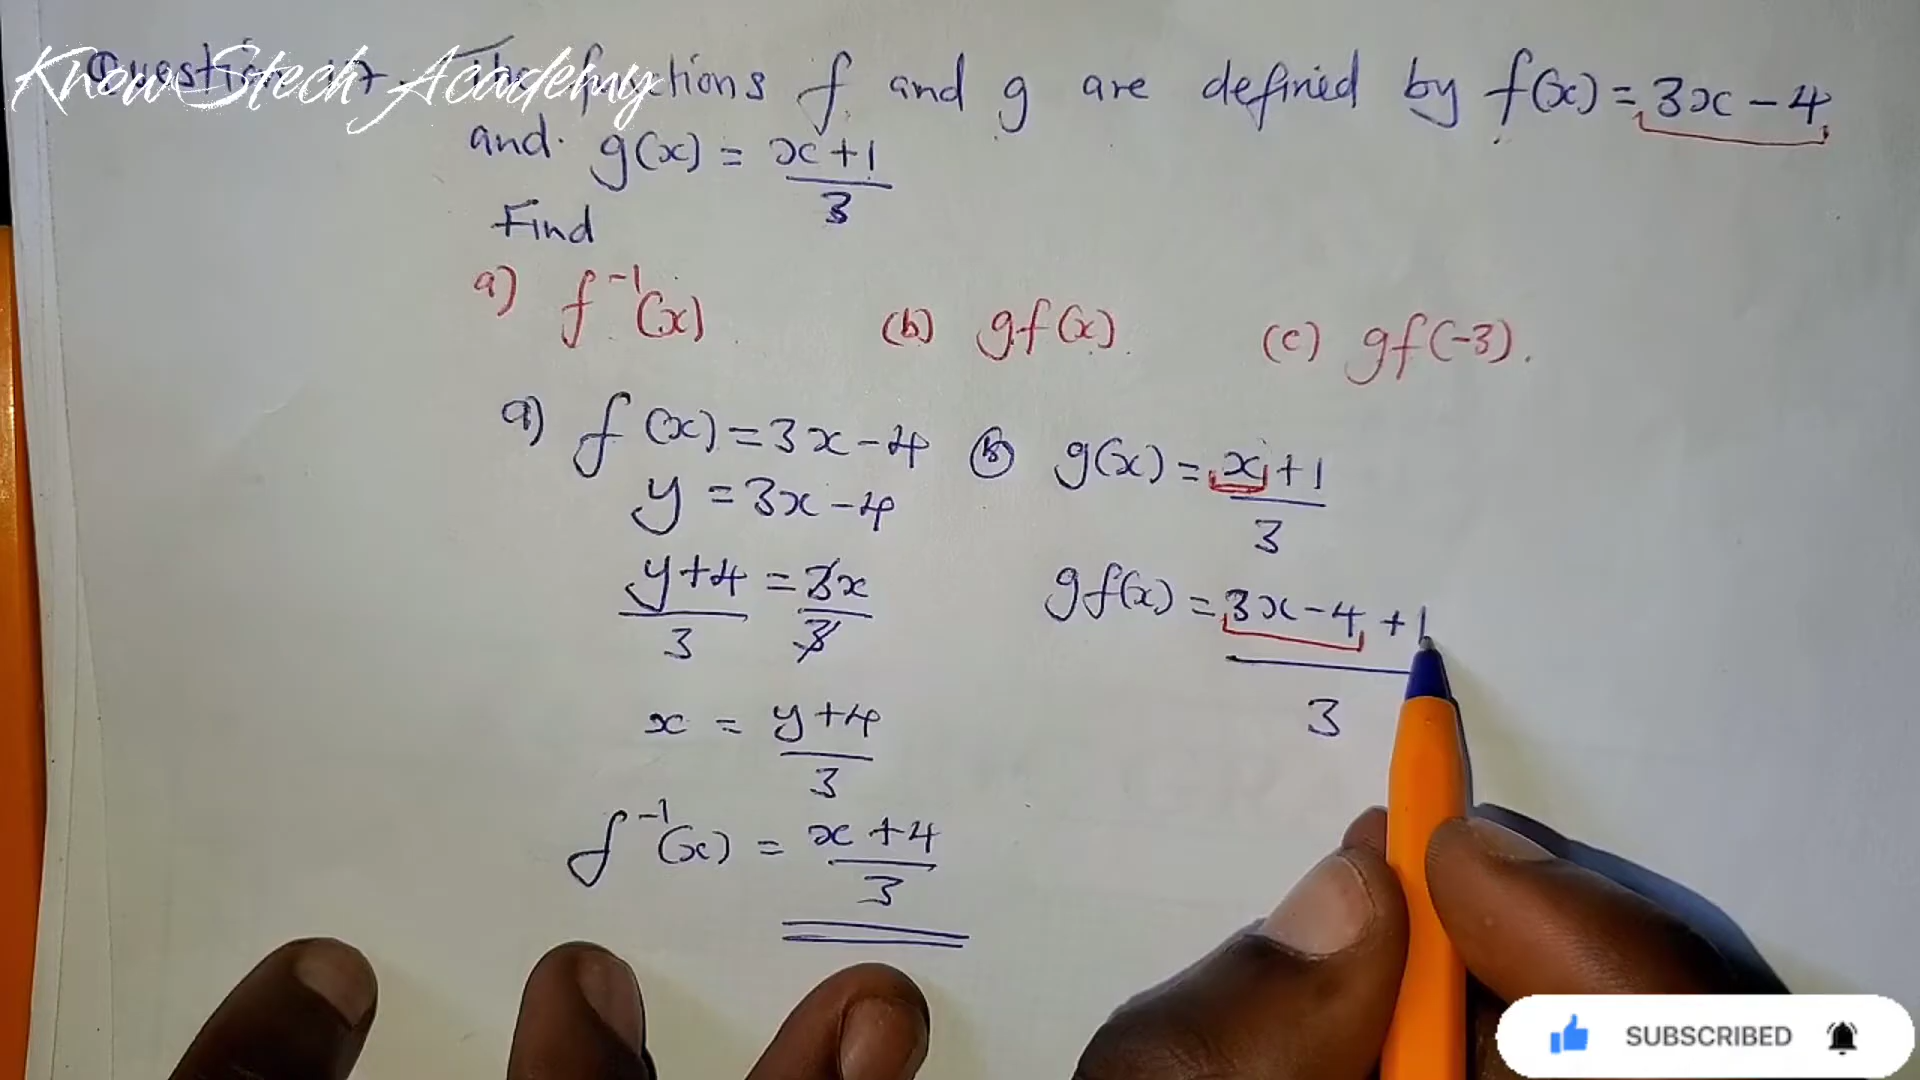 KnowStech Academy
Question 17. The functions f and g are defined by f(x) = 3x - 4
and g(x) = x+1/3
Find
a) f⁻¹(x) (b) gf(x) (c) gf(-3).
a) f(x) = 3x - 4
y = 3x - 4
y+4/3 = 3x/3
x = y+4/3
f⁻¹(x) = x+4/3
(b) g(x) = x+1/3
gf(x) = 3x-4+1/3
SUBSCRIBED